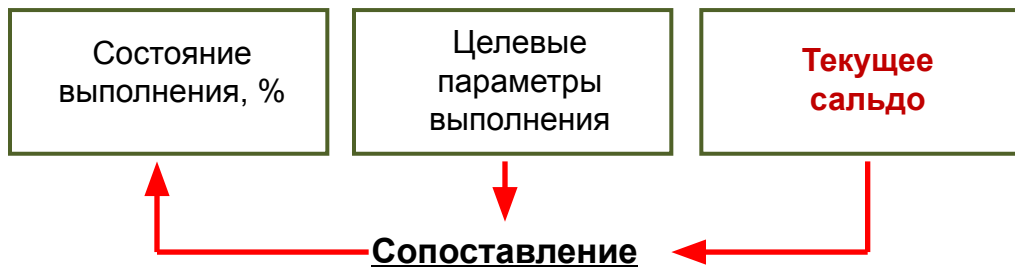 Состояние
выполнения, %
Целевые
параметры
выполнения
Текущее
сальдо
Сопоставление